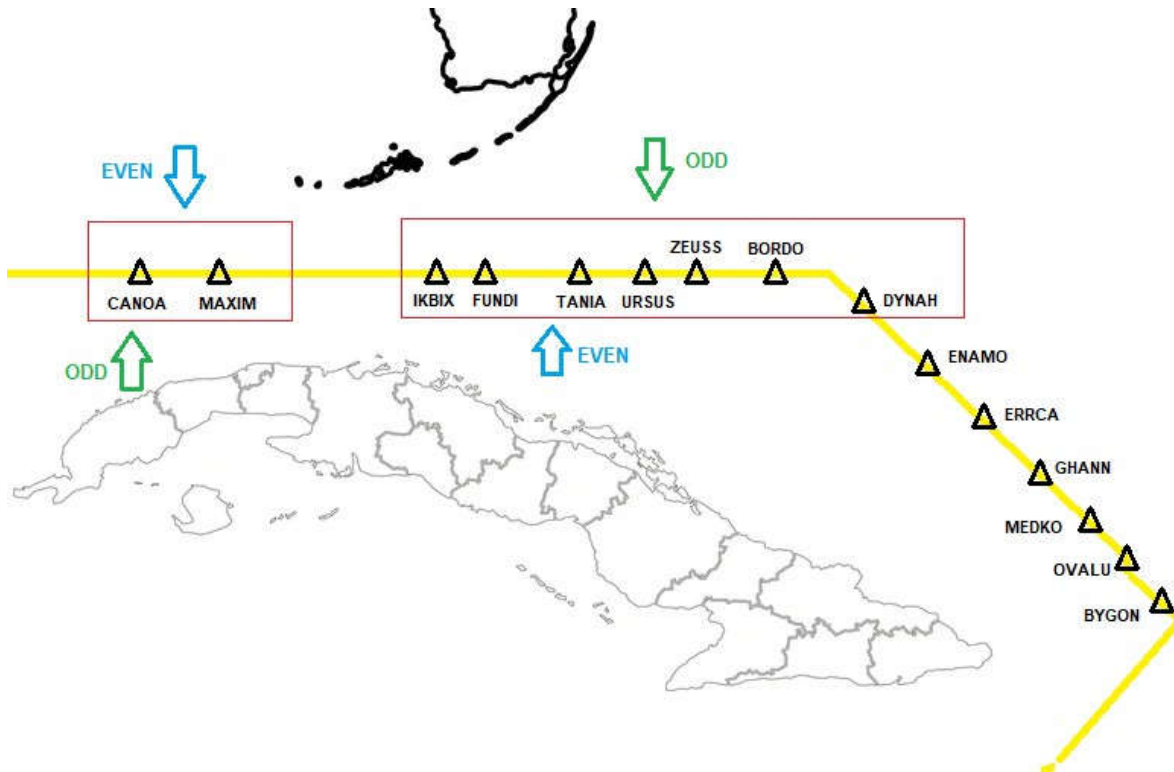 EVEN
ODD
ZEUSS
BORDO
CANOA
MAXIM
IKBIX
FUNDI
TANIA
URSUS
DYNAH
ODD
EVEN
ENAMO
ERRCA
GHANN
MEDKO
OVALU
BYGON